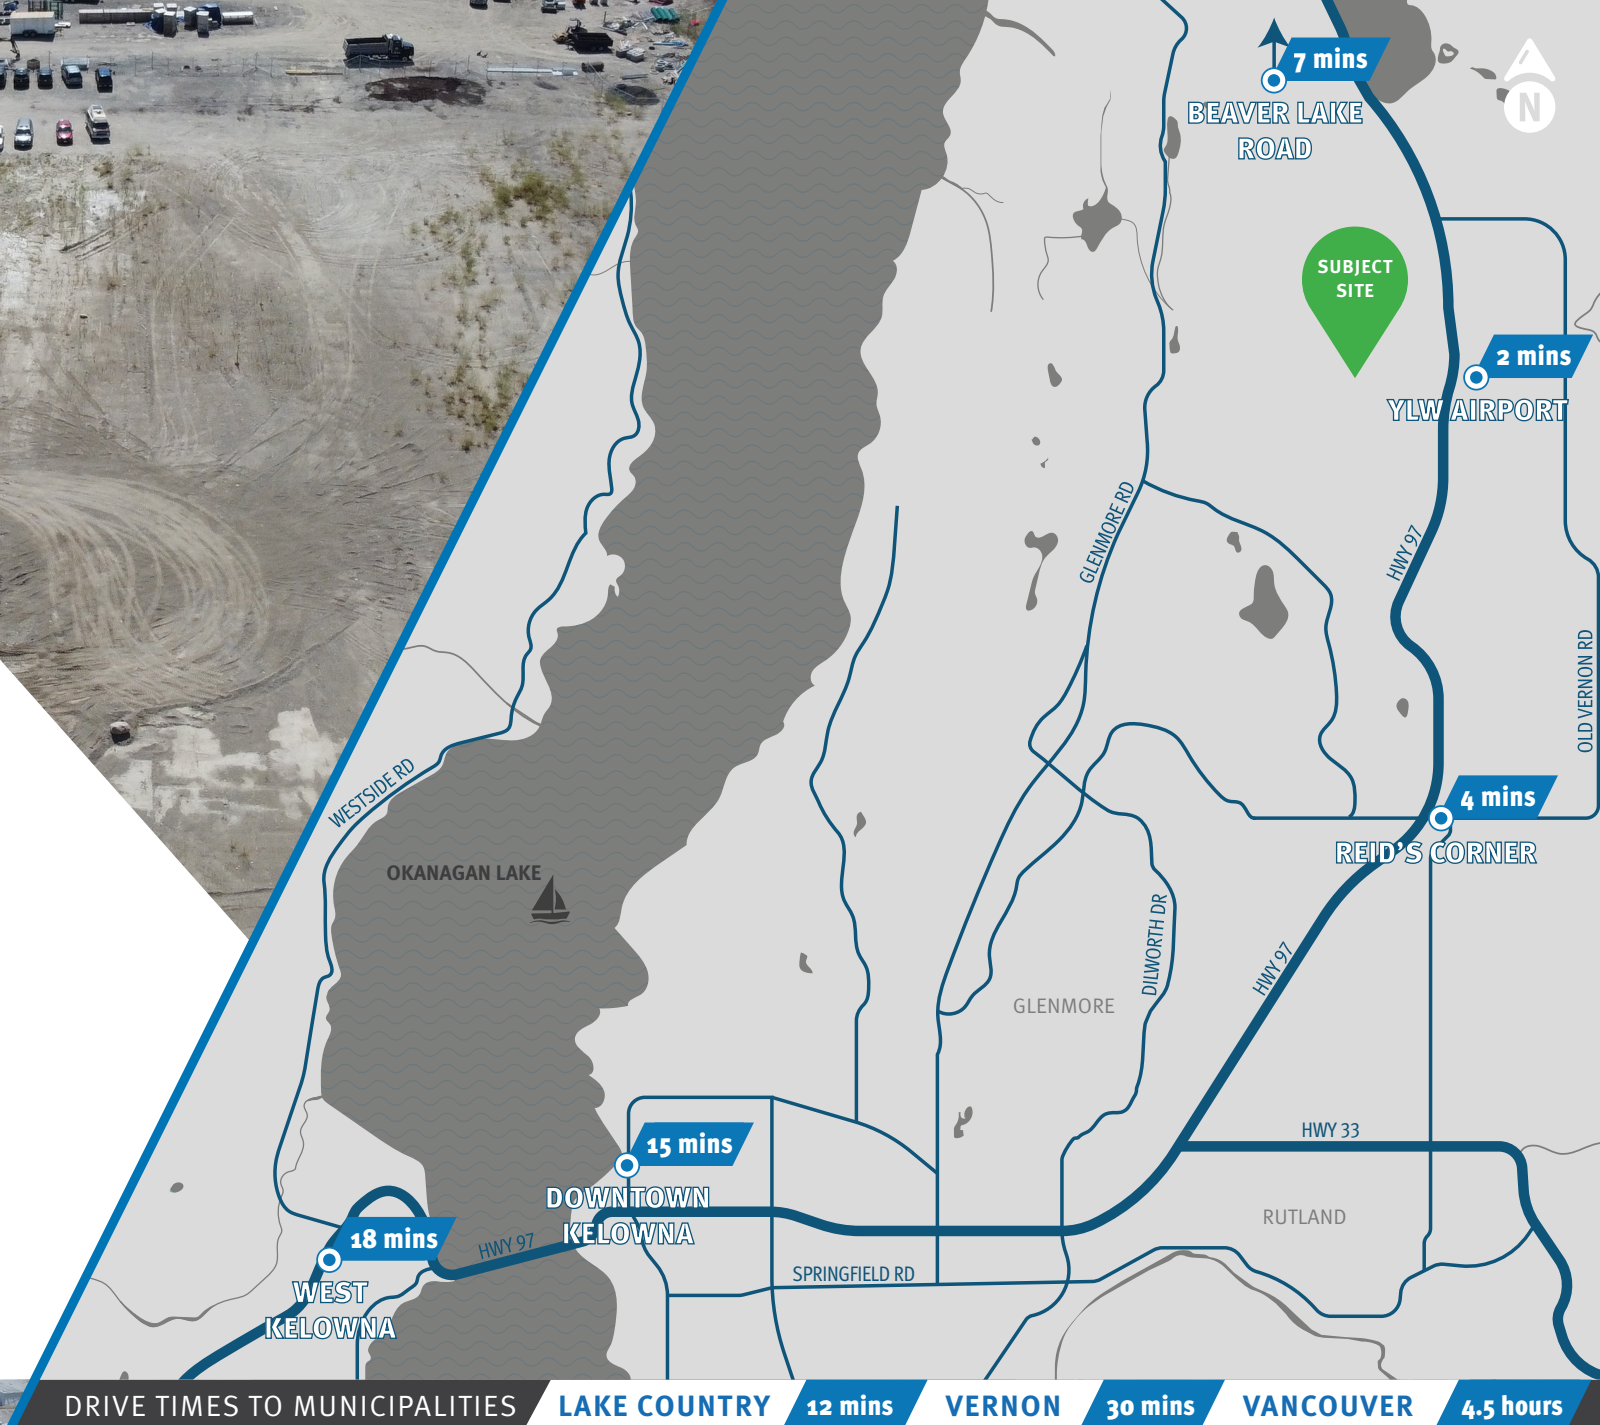 7 mins
BEAVER LAKE
ROAD
N
SUBJECT
SITE
2 mins
YLW AIRPORT
GLENMORE RD
HWY 97
OLD VERNON RD
WESTSIDE RD
4 mins
REID'S CORNER
OKANAGAN LAKE
DILWORTH DR
HWY 97
GLENMORE
15 mins
DOWNTOWN
KELOWNA
HWY 33
RUTLAND
18 mins
WEST
KELOWNA
HWY 97
SPRINGFIELD RD
DRIVE TIMES TO MUNICIPALITIES LAKE COUNTRY 12 mins VERNON 30 mins VANCOUVER 4.5 hours